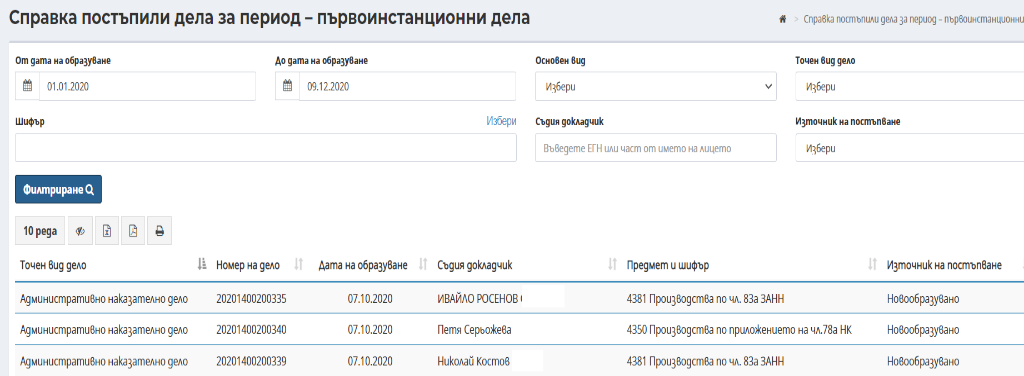 Справка постъпили дела за период – първоинстанционни дела
> Справка постъпили дела за период – първоинстанционни
От дата на образуване До дата на образуване Основен вид Точен вид дело
01.01.2020 09.12.2020 Избери Избери
Шифър Избери Съдия докладчик Източник на постъпване
Въведете ЕГН или част от името на лицето Избери
Филтриране
10 реда
Точен вид дело Номер на дело Дата на образуване Съдия докладчик Предмет и шифър Източник на постъпване
Административно наказателно дело 20201400200335 07.10.2020 ИВАЙЛО РОСЕНОВ 4381 Производства по чл. 83а ЗАНН Новообразувано
Административно наказателно дело 20201400200340 07.10.2020 Петя Серьожева 4350 Производства по приложението на чл.78а НК Новообразувано
Административно наказателно дело 20201400200339 07.10.2020 Николай Костов 4381 Производства по чл. 83а ЗАНН Новообразувано